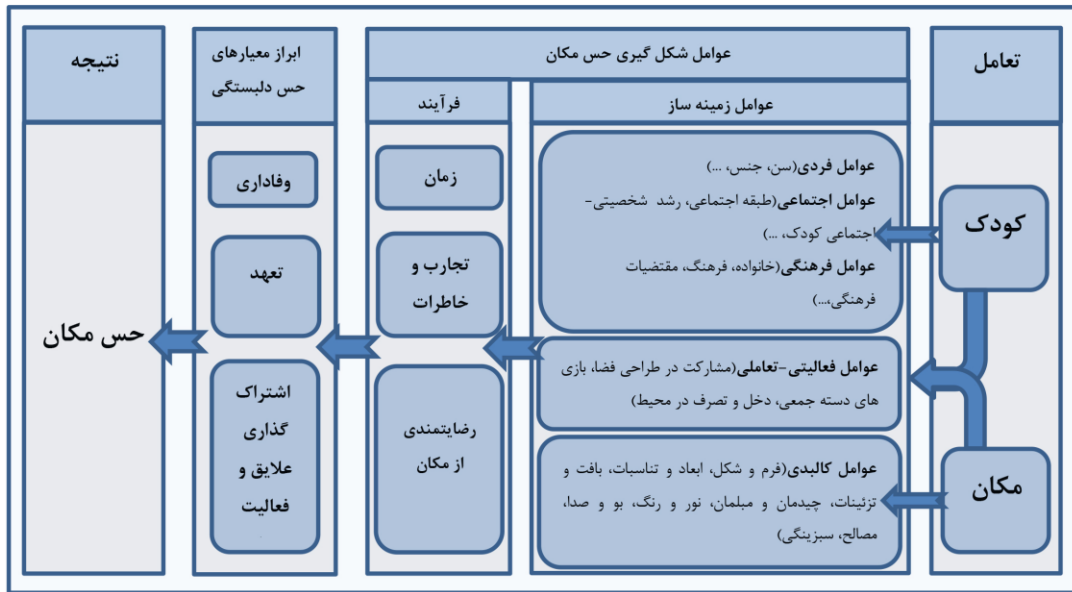 تعامل
کودک
مکان
عوامل شکل گیری حس مکان
عوامل زمینه ساز
عوامل فردی(سن، جنس، ...)
عوامل اجتماعی(طبقه اجتماعی، رشد شخصیتی-
اجتماعی کودک، ...)
عوامل فرهنگی(خانواده، فرهنگ، مقتضیات
فرهنگی،...)
عوامل فعالیتی-تعاملی(مشارکت در طراحی فضا، بازی
های دسته جمعی، دخل و تصرف در محیط)
عوامل کالبدی(فرم و شکل، ابعاد و تناسبات، بافت و
تزئینات، چیدمان و مبلمان، نور و رنگ، بو و صدا،
مصالح، سبزینگی)
فرآیند
زمان
تجارب و
خاطرات
رضایتمندی
از مکان
ابراز معیارهای
حس دلبستگی
وفاداری
تعهد
اشتراک
گذاری
علایق و
فعالیت
نتیجه
حس مکان